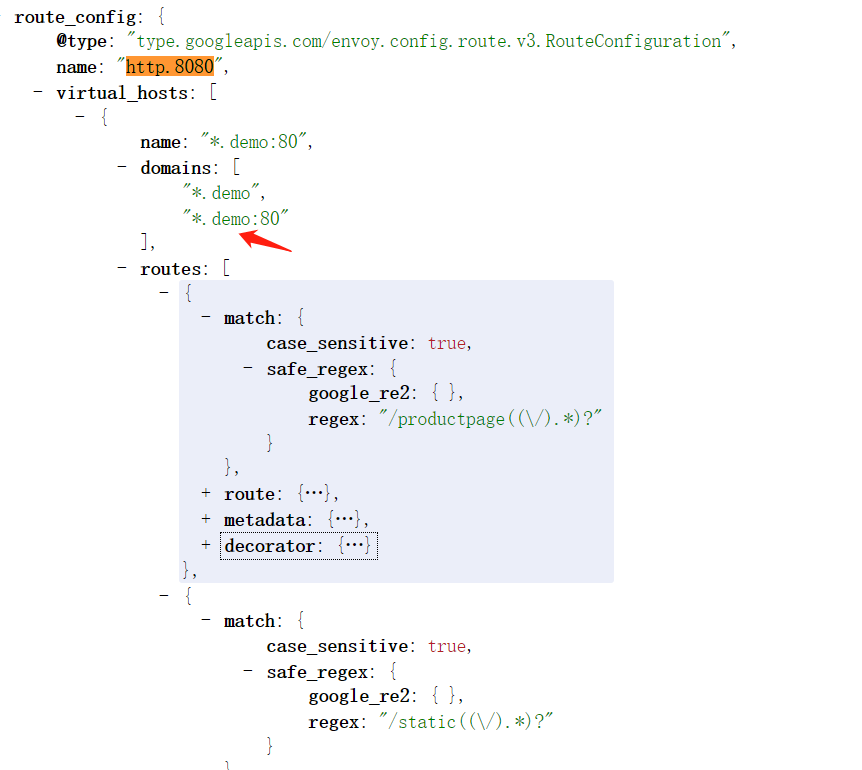 route_config: {
@type: "type.googleapis.com/envoy.config.route.v3.RouteConfiguration",
name: "http.8080",
- virtual_hosts: [
- {
name: "*.demo:80",
- domains: [
"*.demo",
"*.demo:80"
],
- routes: [
- {
- match: {
case_sensitive: true,
- safe_regex: {
google_re2: { },
regex: "/productpage((\/).*)?"
}
},
+ route: {…},
+ metadata: {…},
+ decorator: {…}
},
- {
- match: {
case_sensitive: true,
- safe_regex: {
google_re2: { },
regex: "/static((\/).*)?"
}